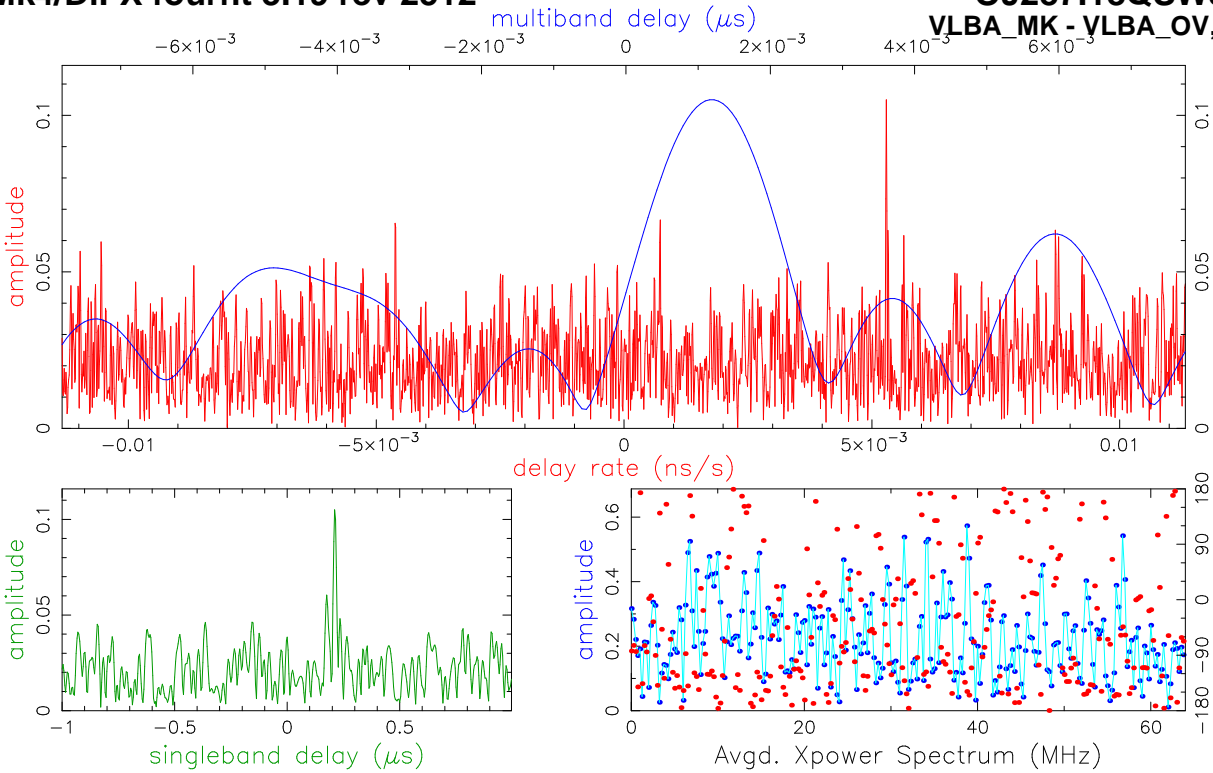 multiband delay (μs)
VLBA_MK - VLBA_OV,
−6×10⁻³ −4×10⁻³ −2×10⁻³ 0 2×10⁻³ 4×10⁻³ 6×10⁻³
amplitude
0 0.05 0.1
0 0.05 0.1
−0.01 −5×10⁻³ 0 5×10⁻³ 0.01
delay rate (ns/s)
amplitude
0 0.05 0.1
−1 −0.5 0 0.5
singleband delay (μs)
amplitude
0 0.2 0.4 0.6
−180 −90 0 90 180
0 20 40 60
Avgd. Xpower Spectrum (MHz)